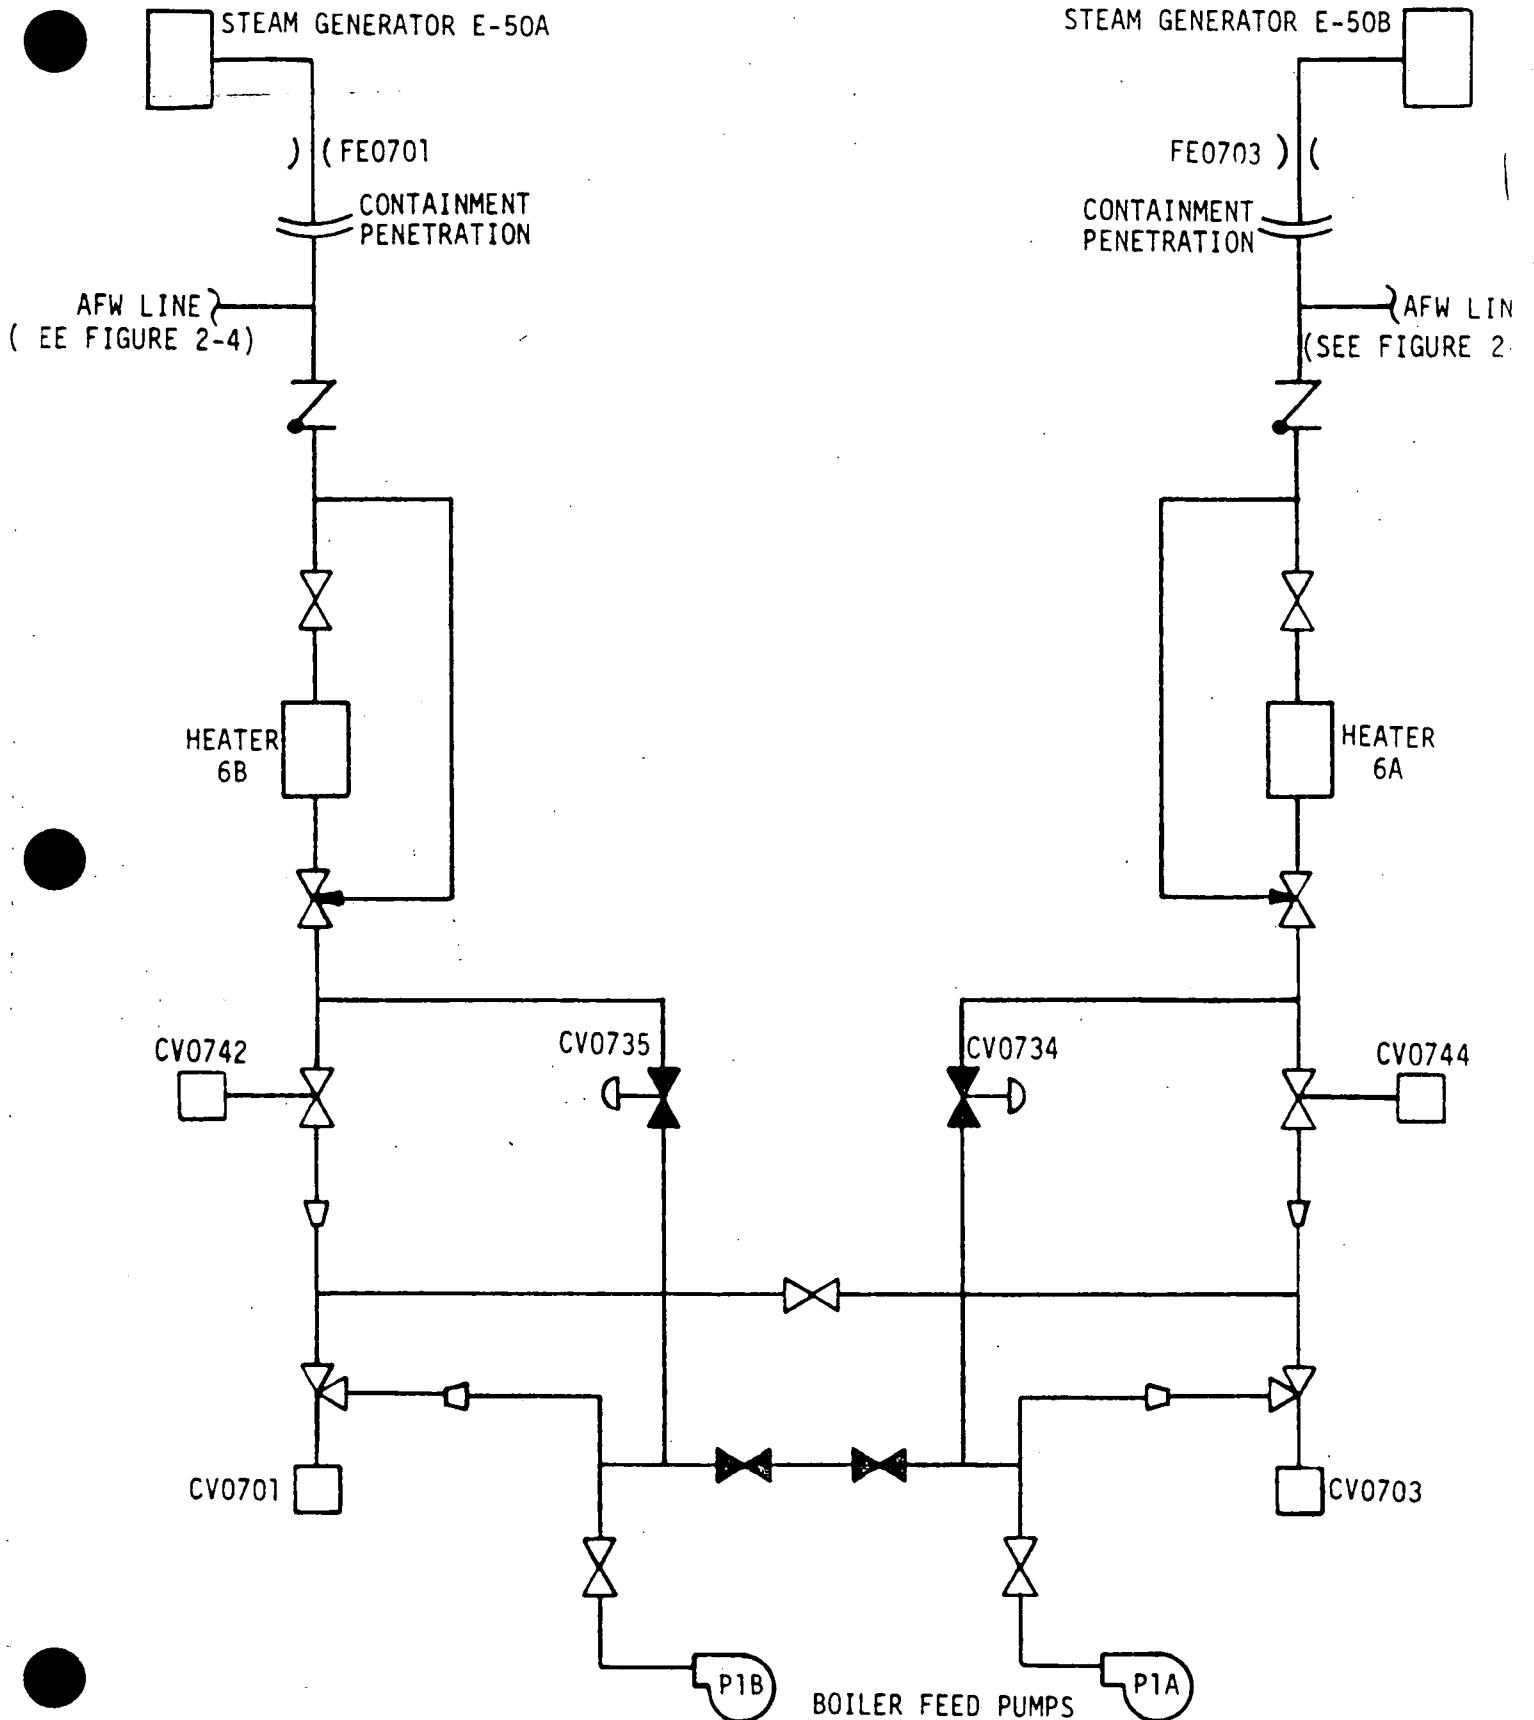 STEAM GENERATOR E-50A
STEAM GENERATOR E-50B
FE0701
FE0703
CONTAINMENT
PENETRATION
CONTAINMENT
PENETRATION
AFW LINE
( EE FIGURE 2-4)
AFW LIN
(SEE FIGURE 2
HEATER
6B
HEATER
6A
CV0742
CV0735
CV0734
CV0744
CV0701
CV0703
P1B
P1A
BOILER FEED PUMPS